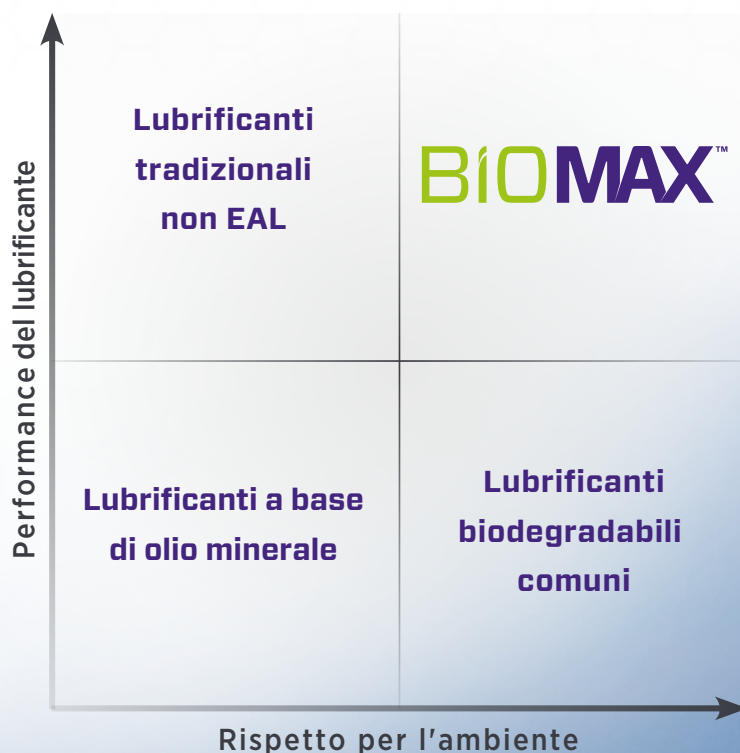 Performance del lubrificante
Lubrificanti
tradizionali
non EAL
BIOMAX™
Lubrificanti a base
di olio minerale
Lubrificanti
biodegradabili
comuni
Rispetto per l'ambiente